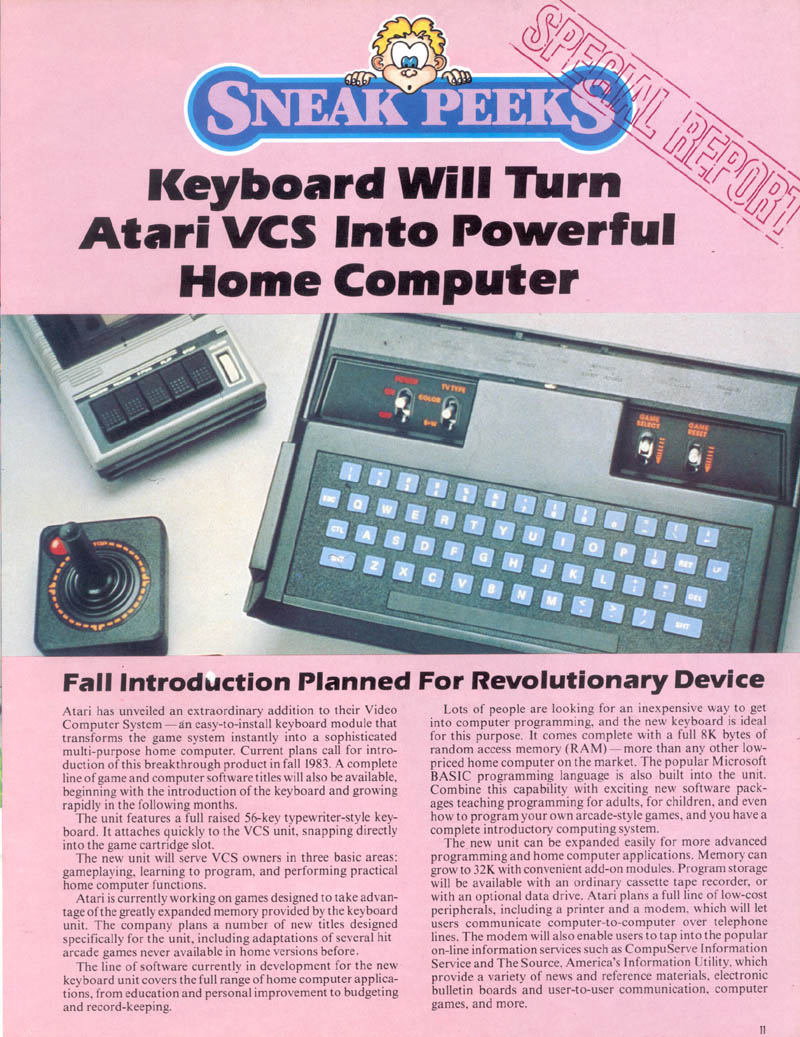 SPECIAL REPORT
SNEAK PEEKS
Keyboard Will Turn
Atari VCS Into Powerful
Home Computer
POWER
ON
OFF
TV TYPE
COLOR
B•W
GAME
SELECT
GAME
RESET
ESC Q W E R T Y U I O P RET LF
CTL A S D F G H J K L DEL
SHT Z X C V B N M SHT
TOP
Fall Introduction Planned For Revolutionary Device
Atari has unveiled an extraordinary addition to their Video
Computer System—an easy-to-install keyboard module that
transforms the game system instantly into a sophisticated
multi-purpose home computer. Current plans call for intro-
duction of this breakthrough product in fall 1983. A complete
line of game and computer software titles will also be available,
beginning with the introduction of the keyboard and growing
rapidly in the following months.
The unit features a full raised 56-key typewriter-style key-
board. It attaches quickly to the VCS unit, snapping directly
into the game cartridge slot.
The new unit will serve VCS owners in three basic areas:
gameplaying, learning to program, and performing practical
home computer functions.
Atari is currently working on games designed to take advan-
tage of the greatly expanded memory provided by the keyboard
unit. The company plans a number of new titles designed
specifically for the unit, including adaptations of several hit
arcade games never available in home versions before.
The line of software currently in development for the new
keyboard unit covers the full range of home computer applica-
tions, from education and personal improvement to budgeting
and record-keeping.
Lots of people are looking for an inexpensive way to get
into computer programming, and the new keyboard is ideal
for this purpose. It comes complete with a full 8K bytes of
random access memory (RAM)—more than any other low-
priced home computer on the market. The popular Microsoft
BASIC programming language is also built into the unit.
Combine this capability with exciting new software pack-
ages teaching programming for adults, for children, and even
how to program your own arcade-style games, and you have a
complete introductory computing system.
The new unit can be expanded easily for more advanced
programming and home computer applications. Memory can
grow to 32K with convenient add-on modules. Program storage
will be available with an ordinary cassette tape recorder, or
with an optional data drive. Atari plans a full line of low-cost
peripherals, including a printer and a modem, which will let
users communicate computer-to-computer over telephone
lines. The modem will also enable users to tap into the popular
on-line information services such as CompuServe Information
Service and The Source, America's Information Utility, which
provide a variety of news and reference materials, electronic
bulletin boards and user-to-user communication, computer
games, and more.
11